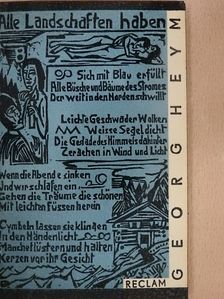 Alle Landschaften haben
Sich mit Blau erfüllt
Alle Büsche und Bäume des Stromes
Der weit in den Norden schwillt
Leichte Geschwader Wolken
Weisse Segel dicht
Die Gestade des Himmels dahinter
Zergehen in Wind und Licht
Wenn die Abende sinken
Und wir schlafen ein
Gehen die Träume die schönen
Mit leichten Füssen herein
Cymbeln lassen sie klingen
In den Händen licht
Manche flüstern und halten
Kerzen vor ihr Gesicht
RECLAM
GEORG HEYM